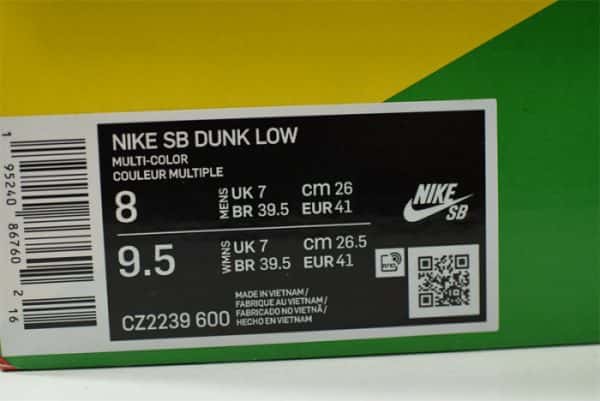 NIKE SB DUNK LOW
MULTI-COLOR
COULEUR MULTIPLE
8 MENS UK 7 cm 26
BR 39.5 EUR 41
NIKE SB
9.5 WMNS UK 7 cm 26.5
BR 39.5 EUR 41
RFID
MADE IN VIETNAM /
FABRIQUE AU VIETNAM /
FABRICADO NO VIETNÃ /
HECHO EN VIETNAM
CZ2239 600
1 95240 86760 2 16